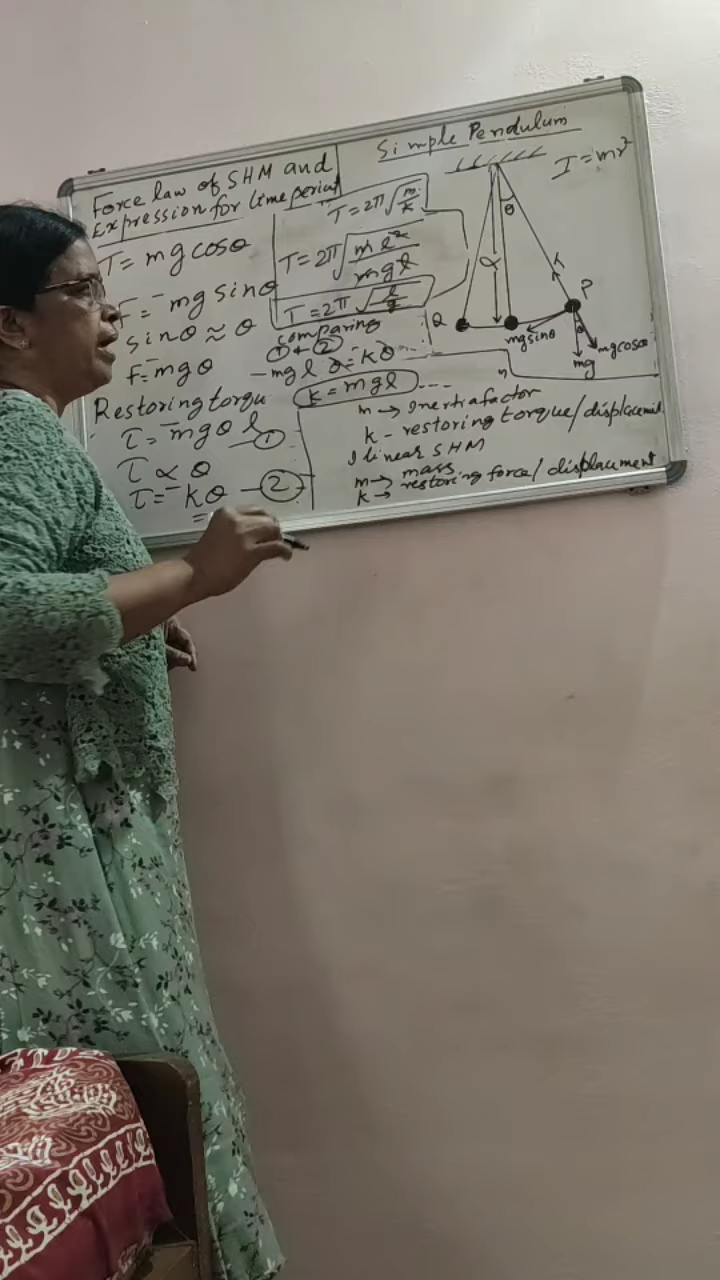 Simple Pendulum
Force law of SHM and
Expression for time period
T = mg cosθ
F = -mg sinθ
sinθ ≈ θ
F = -mgθ
Restoring torqu
τ = -mgθ l — ①
τ ∝ θ
τ = -kθ — ②
T = 2π√m/k
T = 2π√ml²/mgl
T = 2π√l/g
comparing
① & ②
-mgl θ = -kθ
k = mgl
I = mr²
θ
P
Q
mg sinθ
θ
mg cosθ
mg
m → Inertia factor
k - restoring torque/displacement
linear SHM
m → mass
k → restoring force/displacement